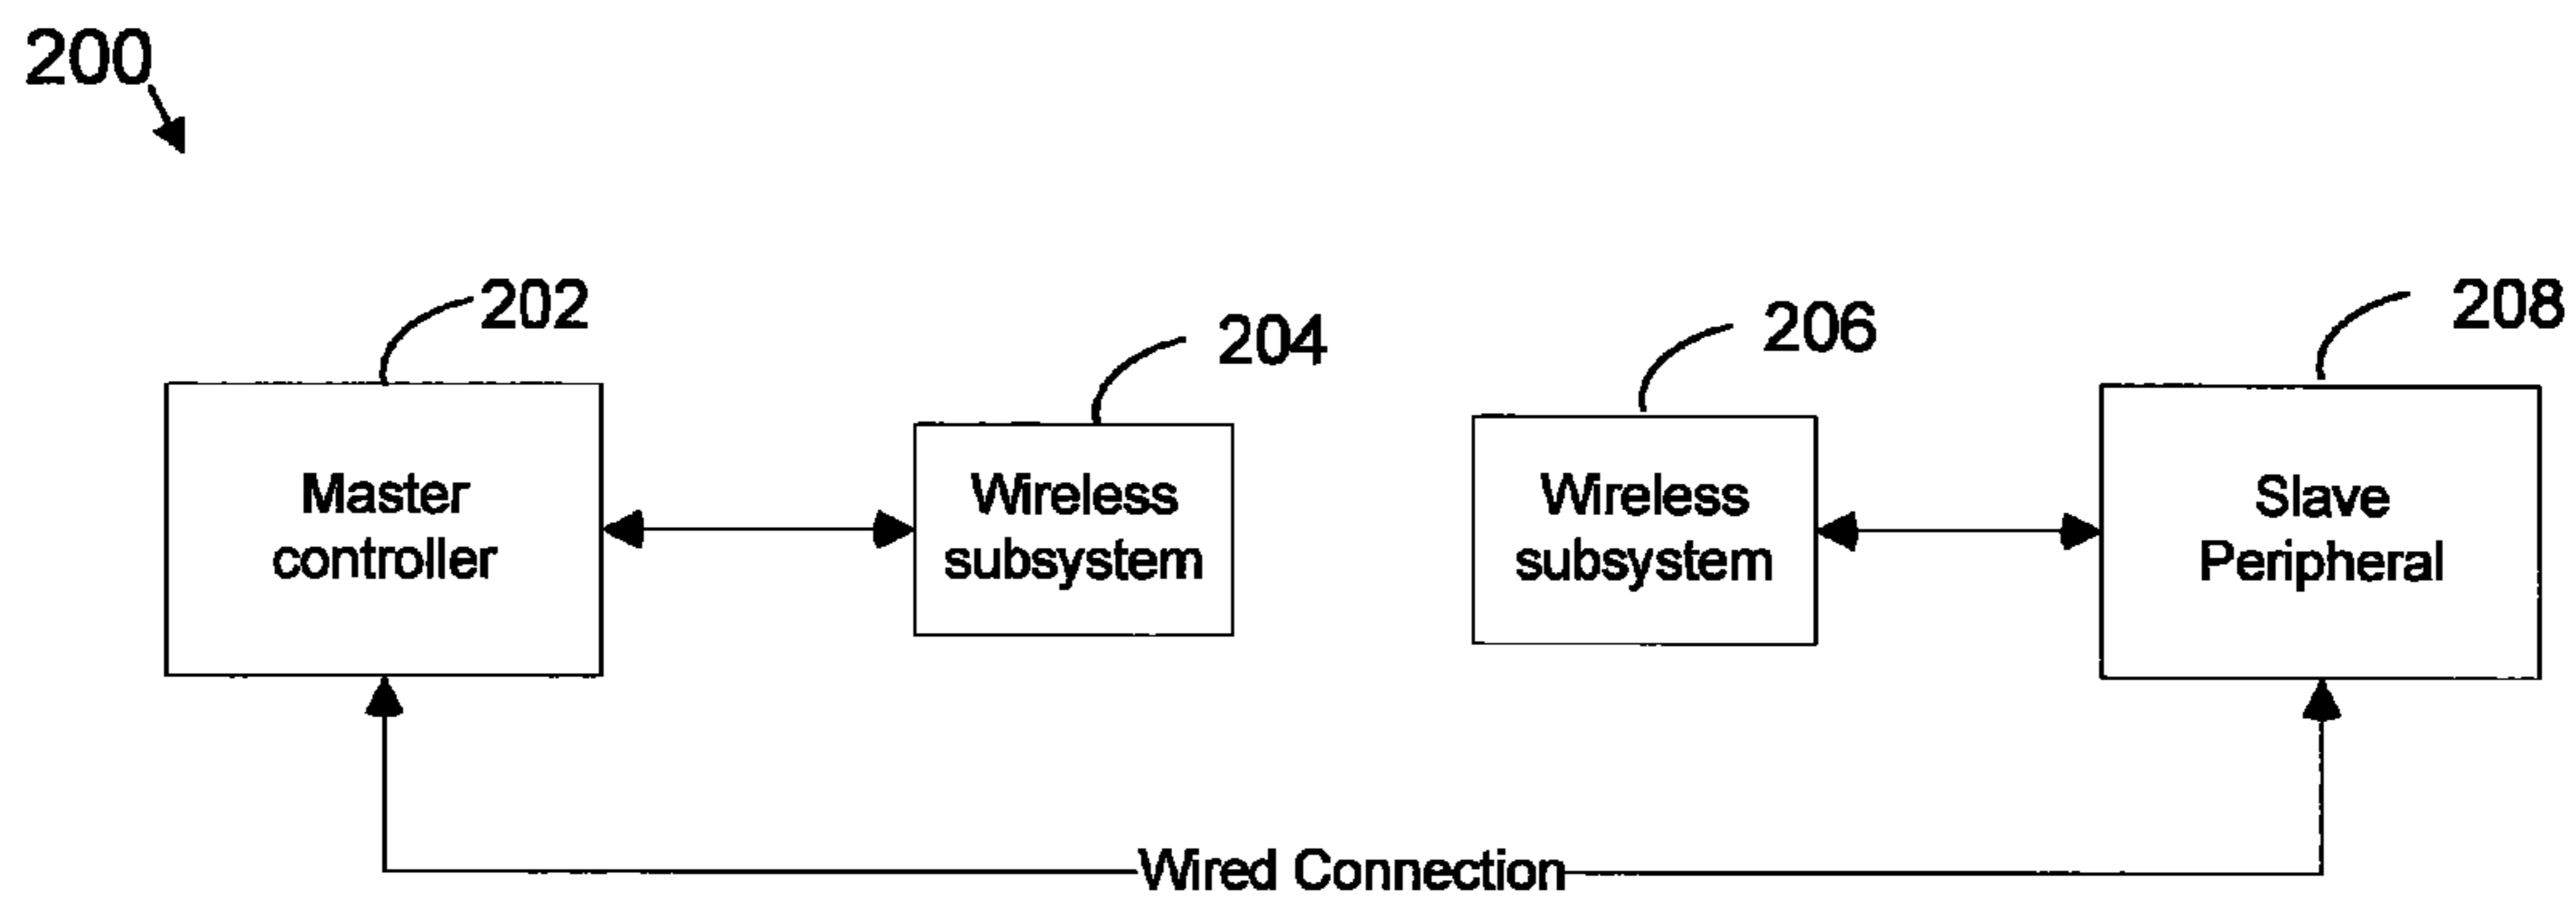 200
202
204
206
208
Master
controller
Wireless
subsystem
Wireless
subsystem
Slave
Peripheral
Wired Connection